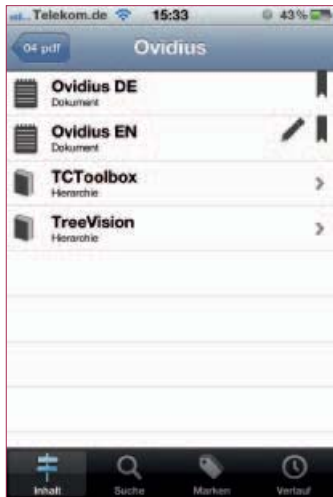 Telekom.de 15:33 43%
04 pdf Ovidius
Ovidius DE
Dokument
Ovidius EN
Dokument
TCToolbox
Hierarchie
TreeVision
Hierarchie
Inhalt Suche Marken Verlauf